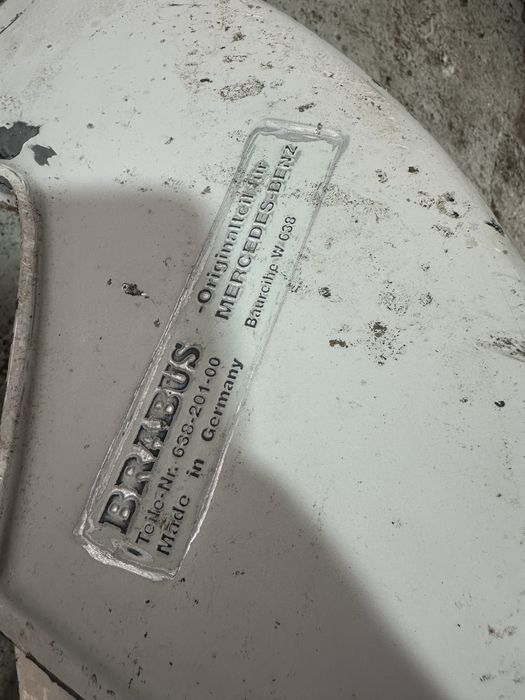 BRABUS -Originalteil für
MERCEDES-BENZ
Teile-Nr. 638-201-00
Baureihe W 638
Made in Germany